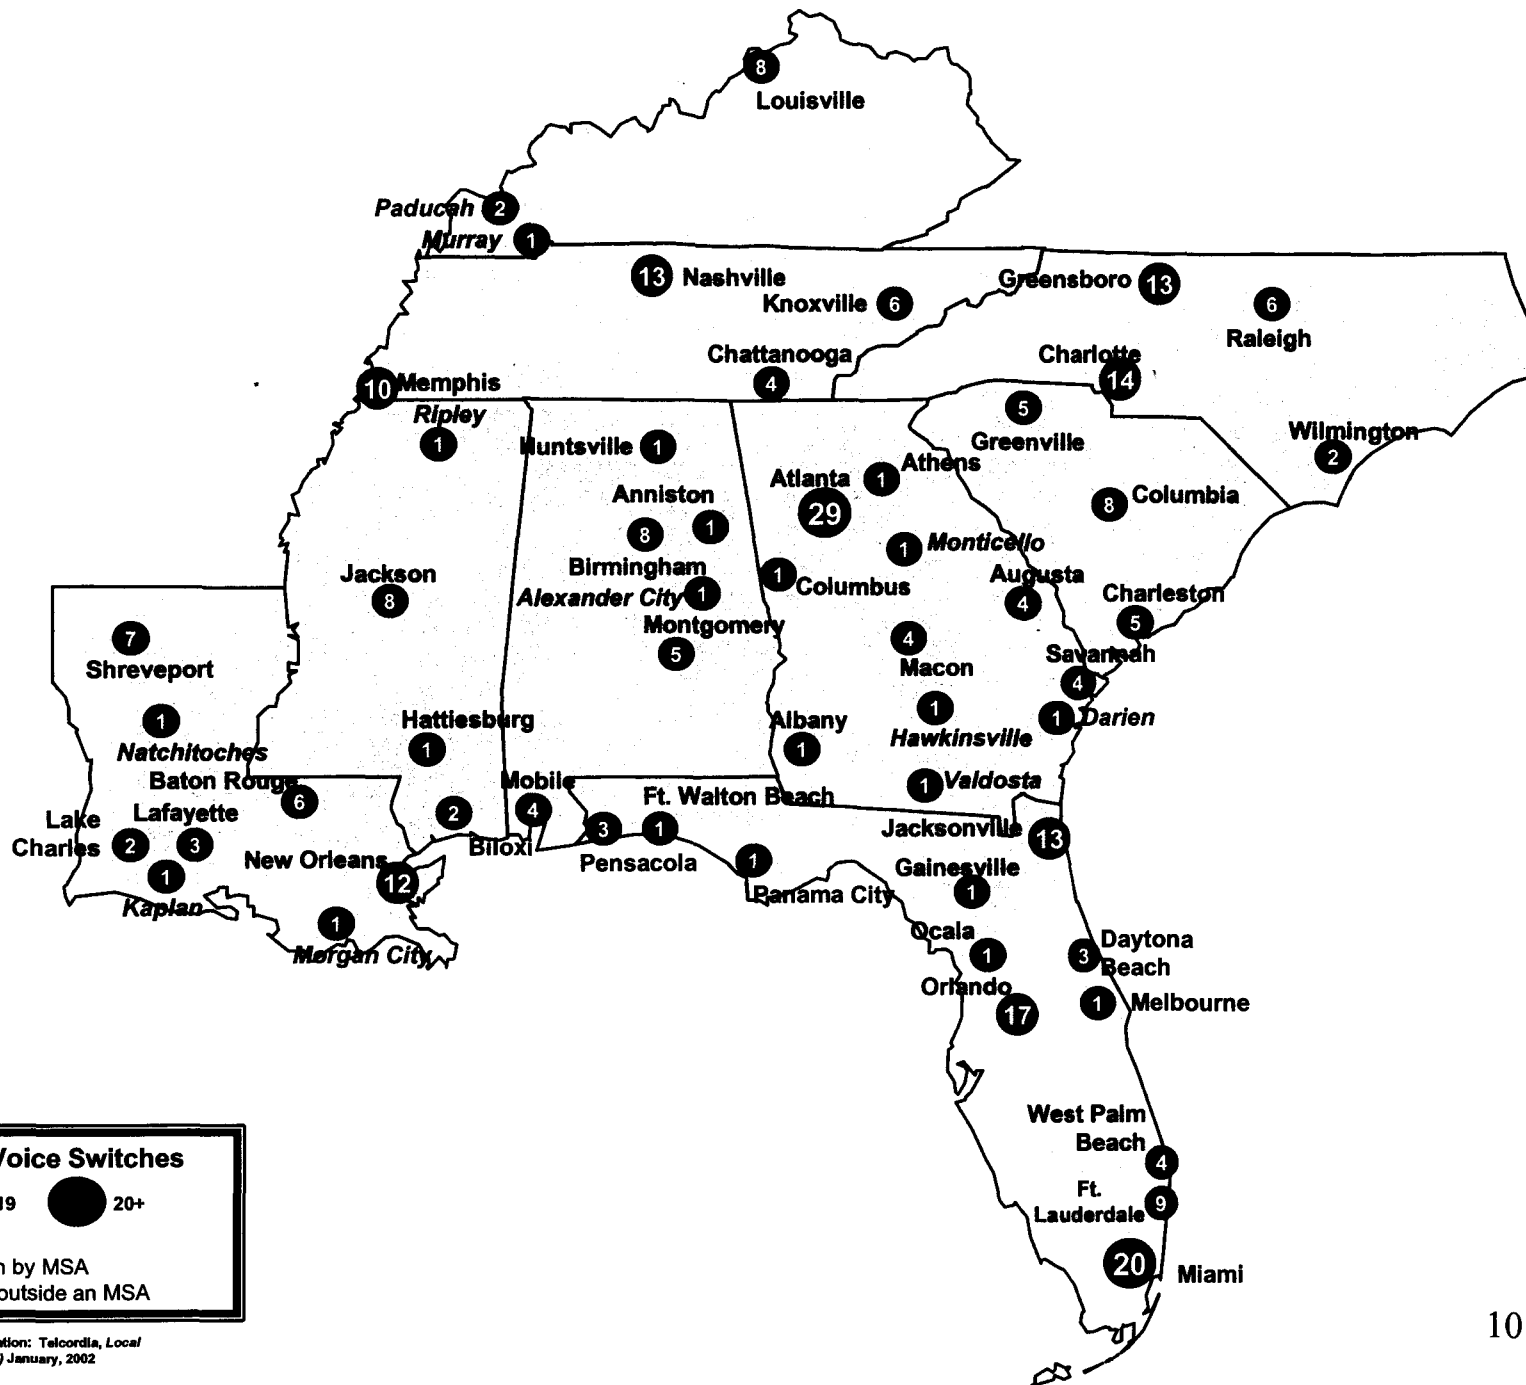 8
Louisville
Paducah 2
Murray 1
13 Nashville
Greensboro 13
Knoxville 6
6
Raleigh
Chattanooga
4
Charlotte
14
10 Memphis
Ripley
1
5
Greenville
Huntsville 1
Wilmington
2
Athens
Atlanta 1
29
Anniston
8 1
Columbia
8
Birmingham
Monticello
1
Jackson
8
Alexander City 1
1
Columbus
Augusta
4
Charleston
5
Montgomery
5
7
Shreveport
4
Macon
Savannah
4
1
Natchitoches
Hattiesburg
1
Albany
1
1
Hawkinsville
1 Darien
Baton Rouge
6
Mobile
4
1 Valdosta
Ft. Walton Beach
1
Lake
Charles 2
Lafayette
3
2
Biloxi
3
Pensacola
Jacksonville
13
1
Kaplan
New Orleans
12
1
Panama City
Gainesville
1
1
Morgan City
Ocala
1
3 Daytona
Beach
Orlando
17
1 Melbourne
West Palm
Beach
4
Ft.
Lauderdale 9
20
Miami
Voice Switches
19 20+
by MSA
outside an MSA
Telcordia, Local
January, 2002
10